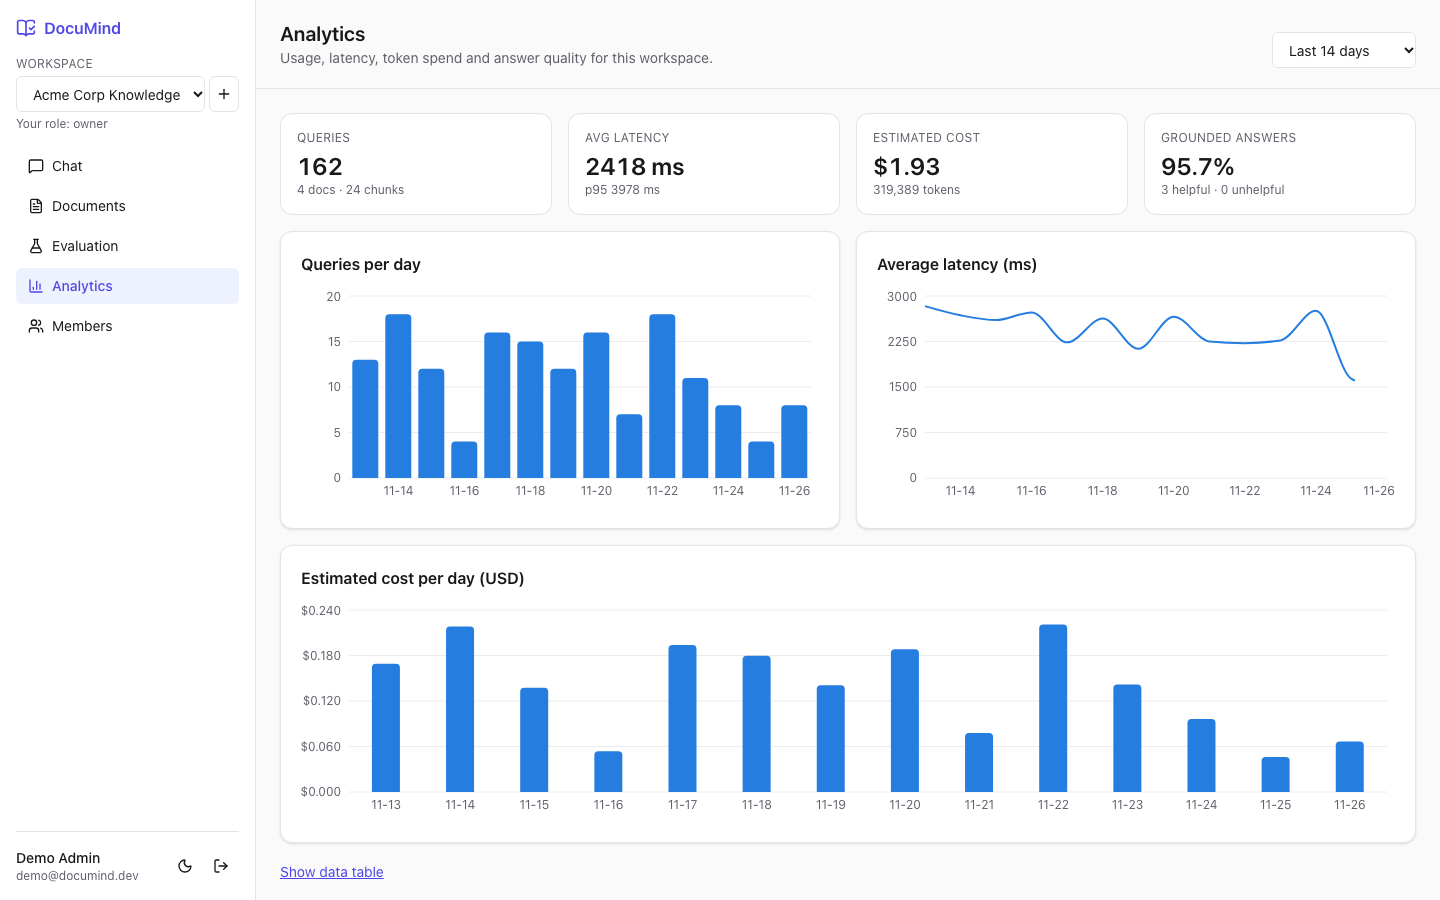 DocuMind
WORKSPACE
Acme Corp Knowledge
Your role: owner
Chat
Documents
Evaluation
Analytics
Members
Demo Admin
demo@documind.dev
Analytics
Usage, latency, token spend and answer quality for this workspace.
Last 14 days
QUERIES
162
4 docs · 24 chunks
AVG LATENCY
2418 ms
p95 3978 ms
ESTIMATED COST
$1.93
319,389 tokens
GROUNDED ANSWERS
95.7%
3 helpful · 0 unhelpful
Queries per day
20
15
10
5
0
11-14 11-16 11-18 11-20 11-22 11-24 11-26
Average latency (ms)
3000
2250
1500
750
0
11-14 11-16 11-18 11-20 11-22 11-24 11-26
Estimated cost per day (USD)
$0.240
$0.180
$0.120
$0.060
$0.000
11-13 11-14 11-15 11-16 11-17 11-18 11-19 11-20 11-21 11-22 11-23 11-24 11-25 11-26
Show data table